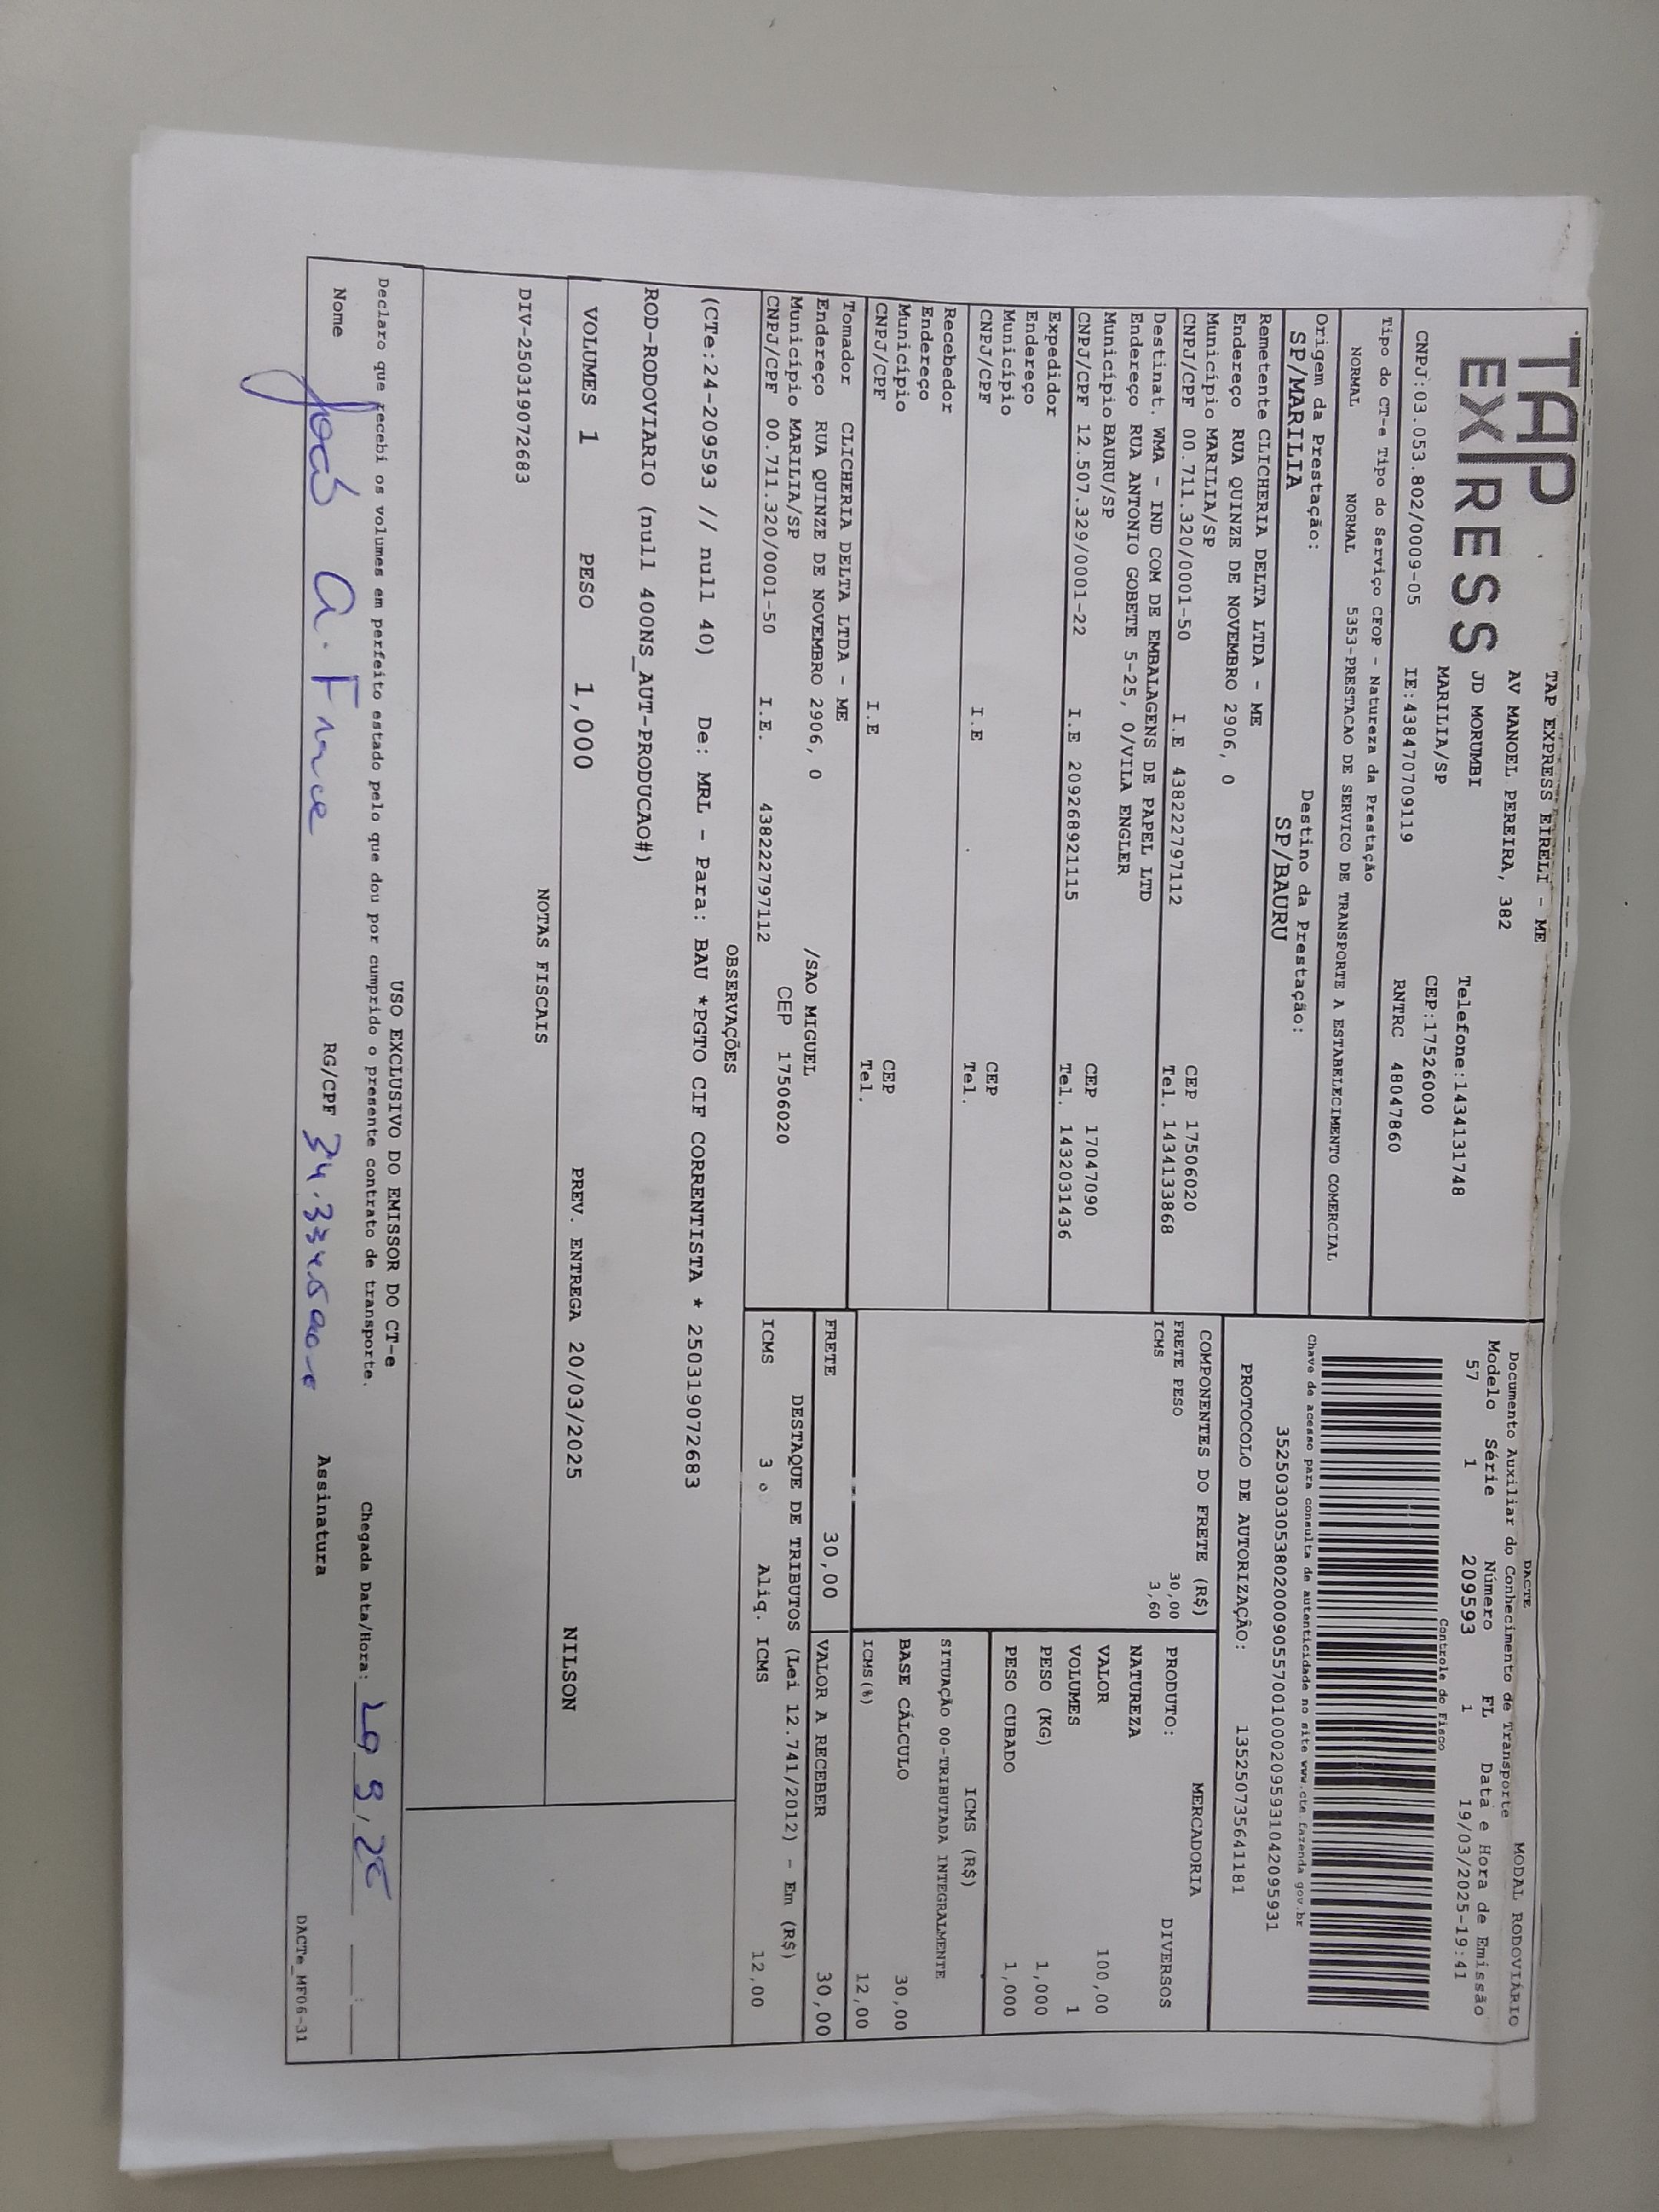 TAP EXPRESS
TAP EXPRESS EIRELI - ME
AV MANOEL PEREIRA, 382
JD MORUMBI Telefone:1434131748
MARILIA/SP CEP:17526000
CNPJ:03.053.802/0009-05 IE:438470709119 RNTRC 48047860
Tipo do CT-e Tipo do Serviço CFOP - Natureza da Prestação
NORMAL NORMAL 5353-PRESTACAO DE SERVICO DE TRANSPORTE A ESTABELECIMENTO COMERCIAL
Origem da Prestação: Destino da Prestação:
SP/MARILIA SP/BAURU
DACTE MODAL RODOVIÁRIO
Documento Auxiliar do Conhecimento de Transporte
Modelo Série Número FL Data e Hora de Emissão
57 1 209593 1 19/03/2025-19:41
Controle do Fisco
Chave de acesso para consulta de autenticidade no site www.cte.fazenda.gov.br
35250303053802000905570010002095931042095931
PROTOCOLO DE AUTORIZAÇÃO: 135250735641181
Remetente CLICHERIA DELTA LTDA - ME
Endereço RUA QUINZE DE NOVEMBRO 2906, 0
Município MARILIA/SP CEP 17506020
CNPJ/CPF 00.711.320/0001-50 I.E 438222797112 Tel. 1434133868
Destinat. WMA - IND COM DE EMBALAGENS DE PAPEL LTD
Endereço RUA ANTONIO GOBETE 5-25, 0/VILA ENGLER
Município BAURU/SP CEP 17047090
CNPJ/CPF 12.507.329/0001-22 I.E 209268921115 Tel. 1432031436
Expedidor
Endereço
Município CEP
CNPJ/CPF I.E Tel.
Recebedor
Endereço
Município CEP
CNPJ/CPF I.E Tel.
Tomador CLICHERIA DELTA LTDA - ME
Endereço RUA QUINZE DE NOVEMBRO 2906, 0 /SAO MIGUEL
Município MARILIA/SP CEP 17506020
CNPJ/CPF 00.711.320/0001-50 I.E. 438222797112
COMPONENTES DO FRETE (R$)
FRETE PESO 30,00
ICMS 3,60
MERCADORIA
PRODUTO: DIVERSOS
NATUREZA
VALOR 100,00
VOLUMES 1
PESO (KG) 1,000
PESO CUBADO 1,000
ICMS (R$)
SITUAÇÃO 00-TRIBUTADA INTEGRALMENTE
BASE CÁLCULO 30,00
ICMS(%) 12,00
FRETE 30,00 VALOR A RECEBER 30,00
DESTAQUE DE TRIBUTOS (Lei 12.741/2012) - Em (R$)
ICMS 3 Aliq. ICMS 12,00
OBSERVAÇÕES
(CTe:24-209593 // null 40) De: MRL - Para: BAU *PGTO CIF CORRENTISTA * 250319072683
ROD-RODOVIARIO (null 400NS_AUT-PRODUCAO#)
VOLUMES 1 PESO 1,000 PREV. ENTREGA 20/03/2025 NILSON
NOTAS FISCAIS
DIV-250319072683
USO EXCLUSIVO DO EMISSOR DO CT-e
Declaro que recebi os volumes em perfeito estado pelo que dou por cumprido o presente contrato de transporte. Chegada Data/Hora:
Nome A. RG/CPF Assinatura
DACTe_MF06-31